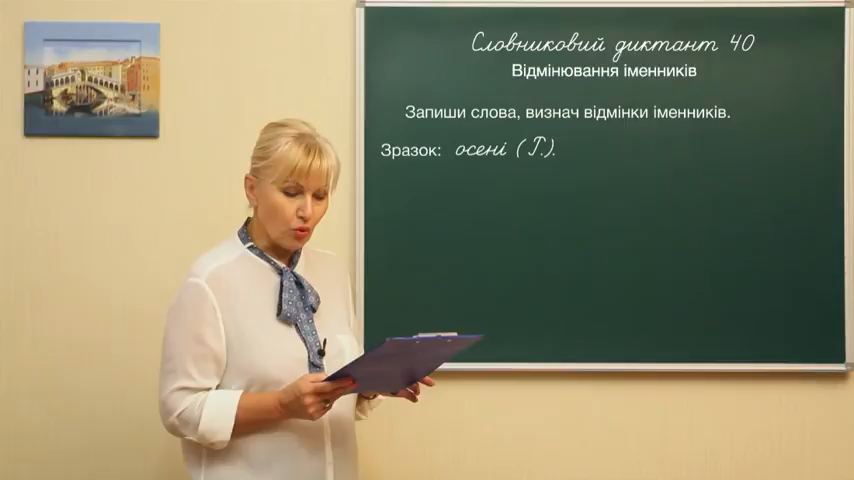 Словниковий диктант 40
Відмінювання іменників
Запиши слова, визнач відмінки іменників.
Зразок: осені (Р.).